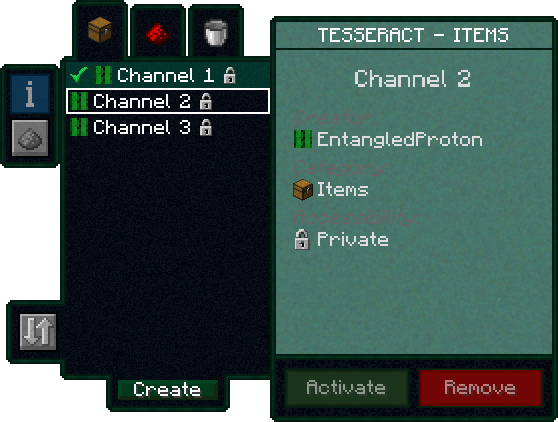 TESSERACT - ITEMS
Channel 1
Channel 2
Channel 3
Channel 2
Creator:
EntangledProton
Category:
Items
Accessibility:
Private
Create
Activate
Remove